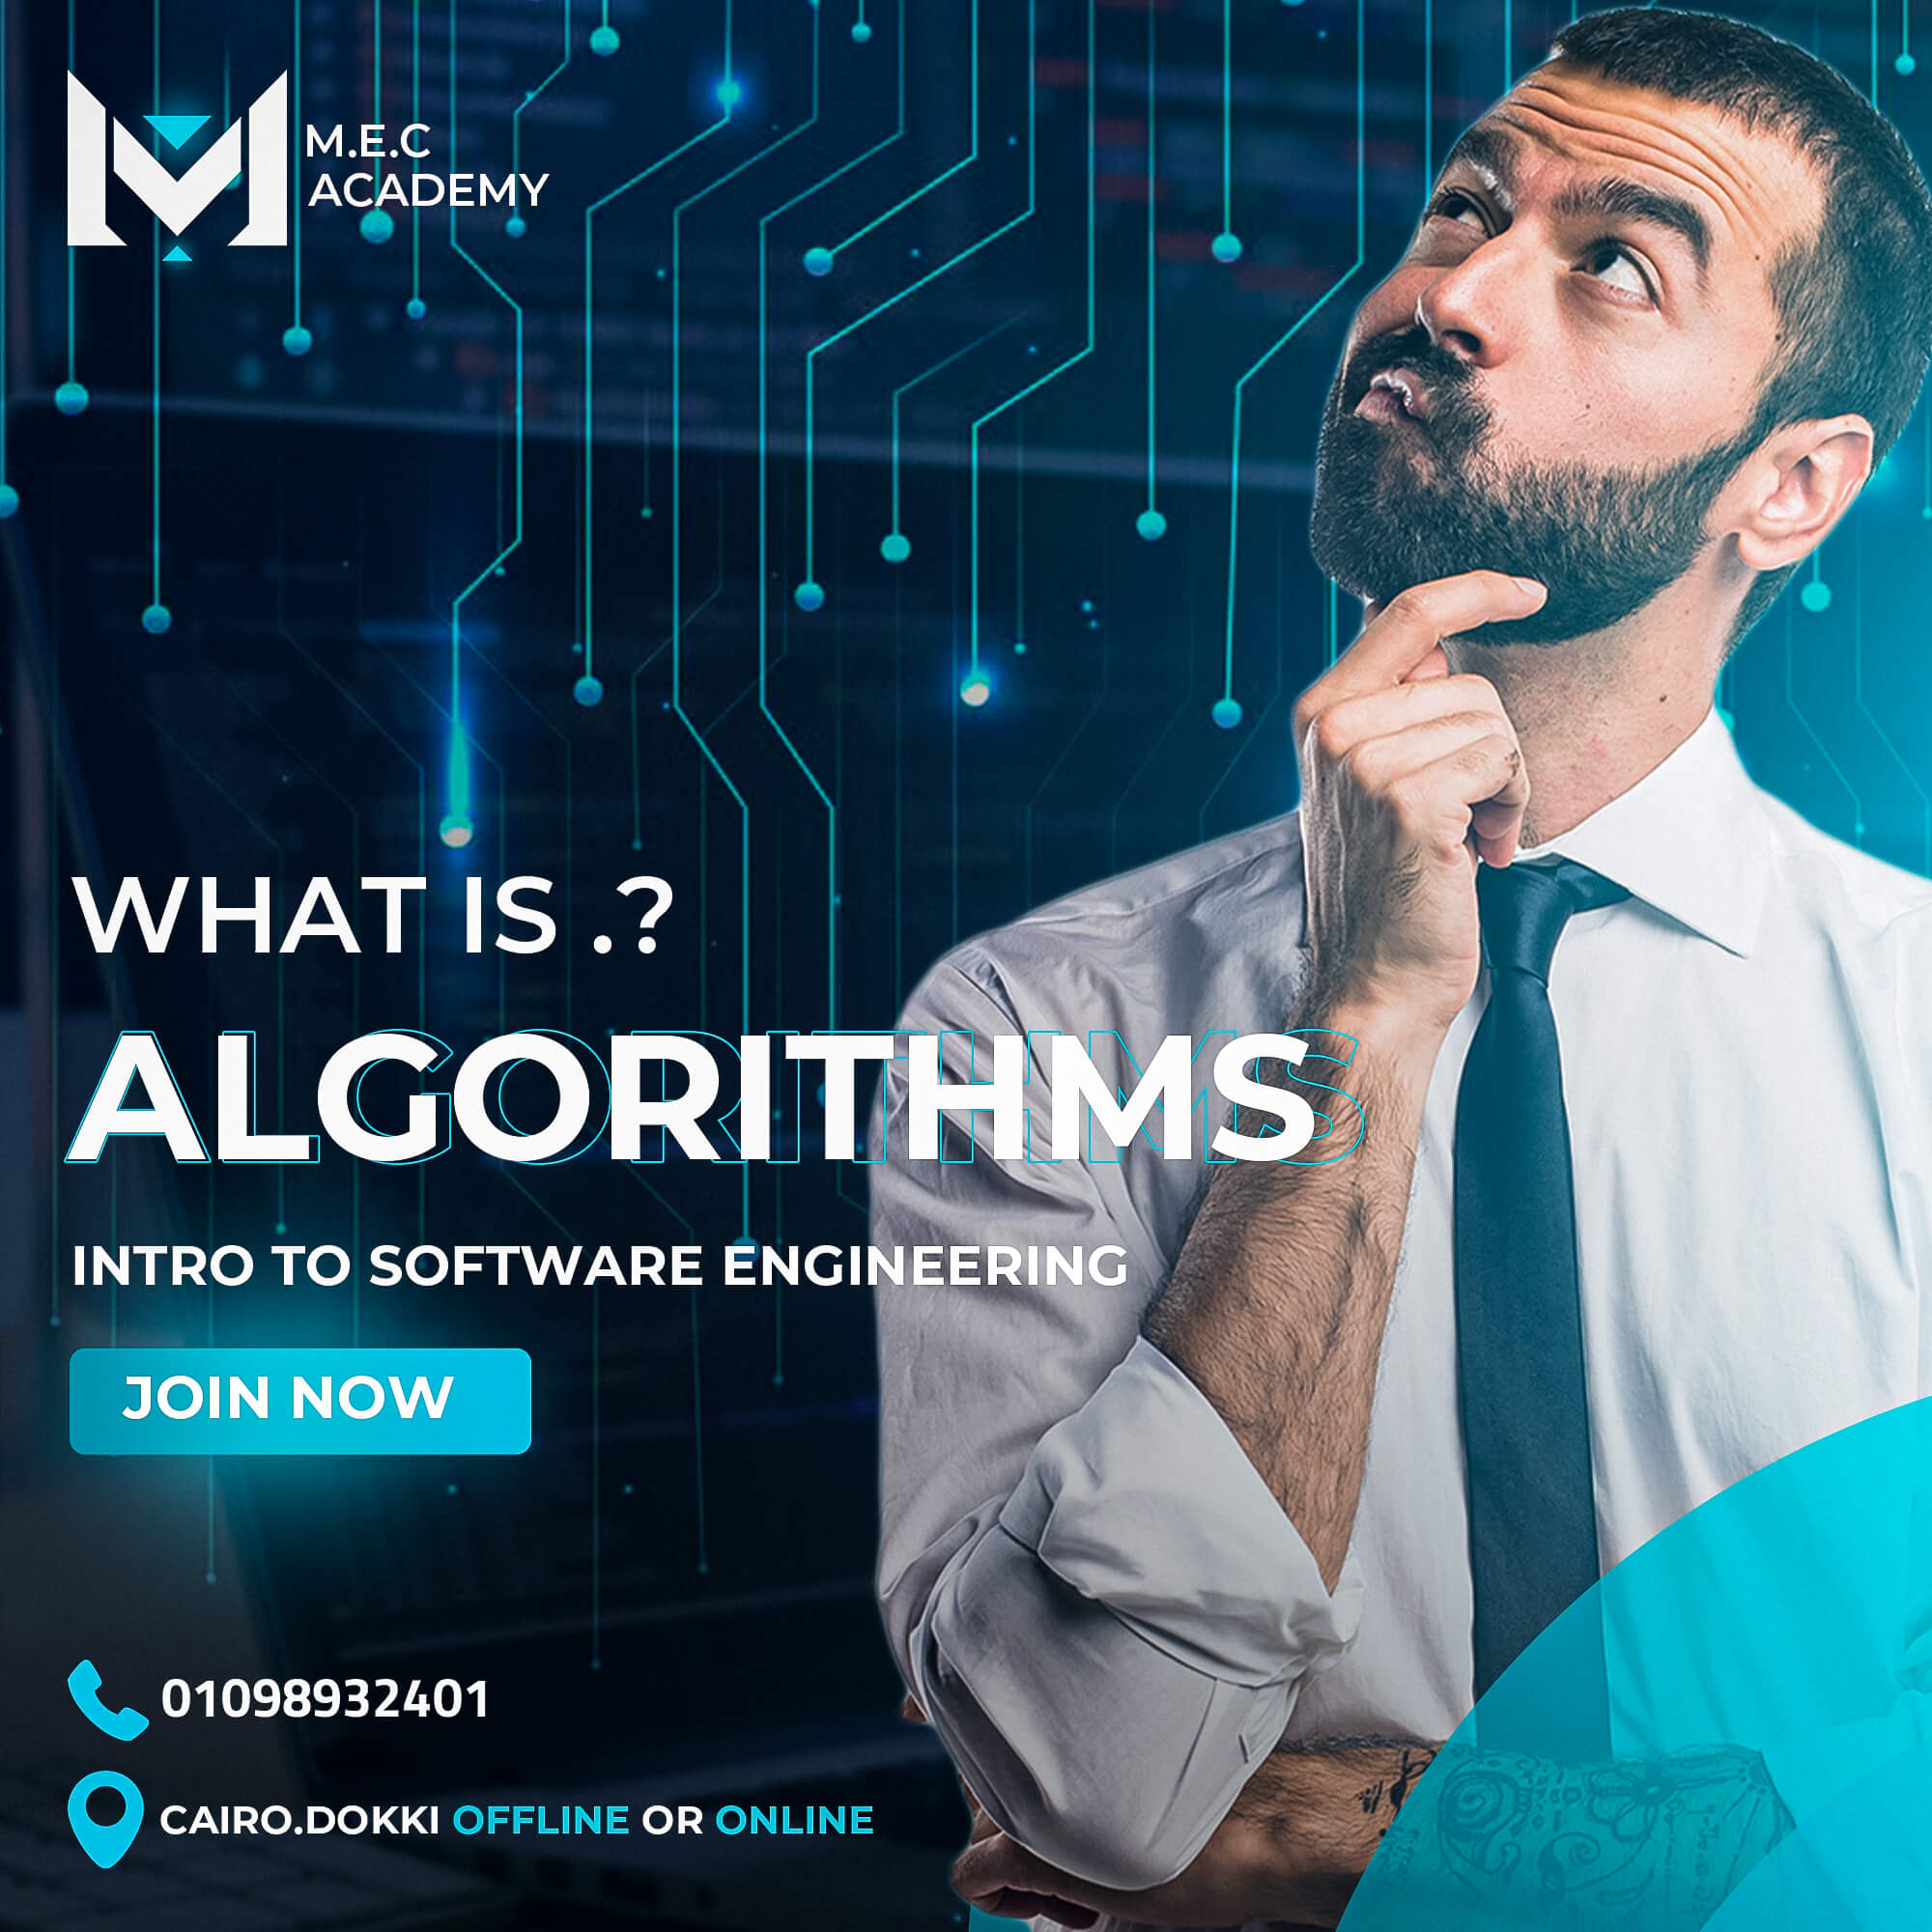 M.E.C
ACADEMY
WHAT IS .?
ALGORITHMS
INTRO TO SOFTWARE ENGINEERING
JOIN NOW
01098932401
CAIRO.DOKKI OFFLINE OR ONLINE